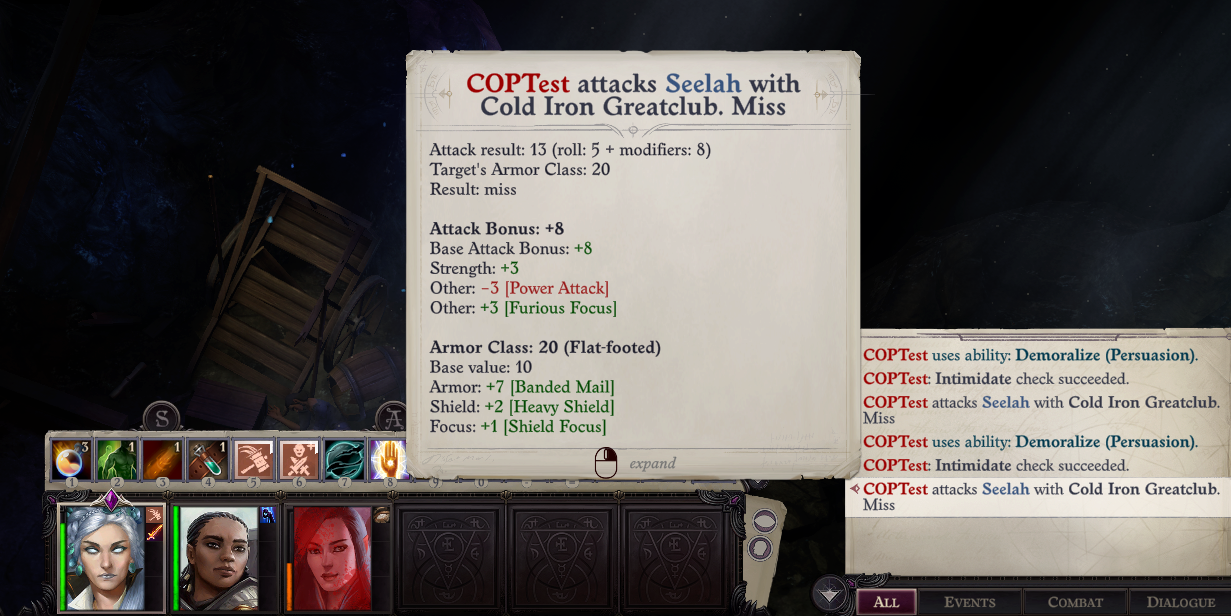 COPTest attacks Seelah with
Cold Iron Greatclub. Miss
Attack result: 13 (roll: 5 + modifiers: 8)
Target's Armor Class: 20
Result: miss
Attack Bonus: +8
Base Attack Bonus: +8
Strength: +3
Other: −3 [Power Attack]
Other: +3 [Furious Focus]
Armor Class: 20 (Flat-footed)
Base value: 10
Armor: +7 [Banded Mail]
Shield: +2 [Heavy Shield]
Focus: +1 [Shield Focus]
expand
COPTest uses ability: Demoralize (Persuasion).
COPTest: Intimidate check succeeded.
COPTest attacks Seelah with Cold Iron Greatclub.
Miss
COPTest uses ability: Demoralize (Persuasion).
COPTest: Intimidate check succeeded.
COPTest attacks Seelah with Cold Iron Greatclub.
Miss
S A
3 1 1 1
1 2 3 4 5 6 7 8 9 0
All Events Combat Dialogue